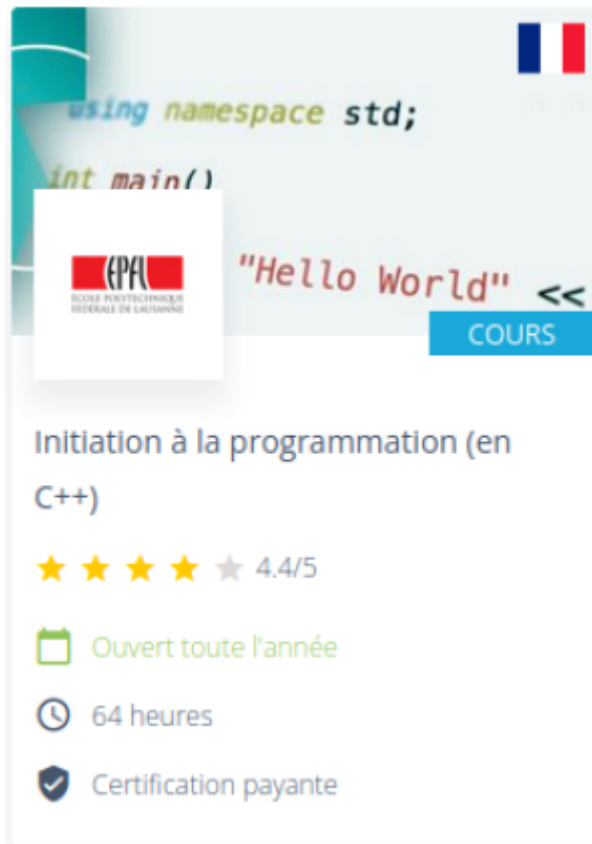 using namespace std;
int main()
"Hello World" <<
EPFL
ÉCOLE POLYTECHNIQUE
FÉDÉRALE DE LAUSANNE
COURS
Initiation à la programmation (en
C++)
4.4/5
Ouvert toute l'année
64 heures
Certification payante